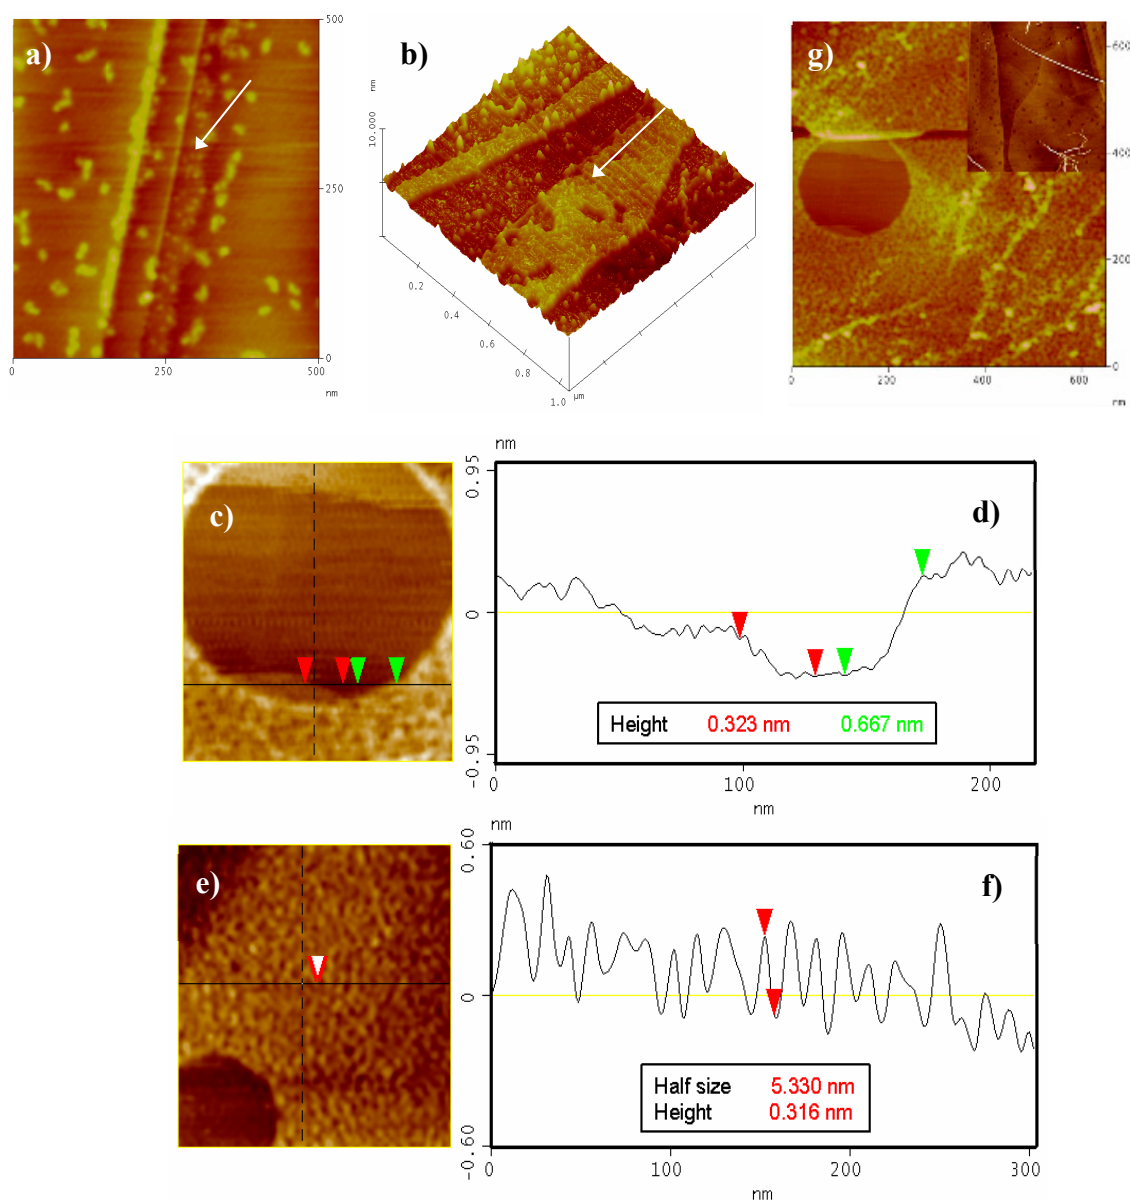 a)
500
250
0
0
250
500
nm
b)
nm
10.000
0.2
0.4
0.6
0.8
1.0
µm
g)
600
400
200
0
0
200
400
600
nm
c)
nm
0.95
0
-0.95
d)
Height 0.323 nm 0.667 nm
0
100
200
nm
e)
nm
0.60
0
-0.60
f)
Half size 5.330 nm
Height 0.316 nm
0
100
200
300
nm